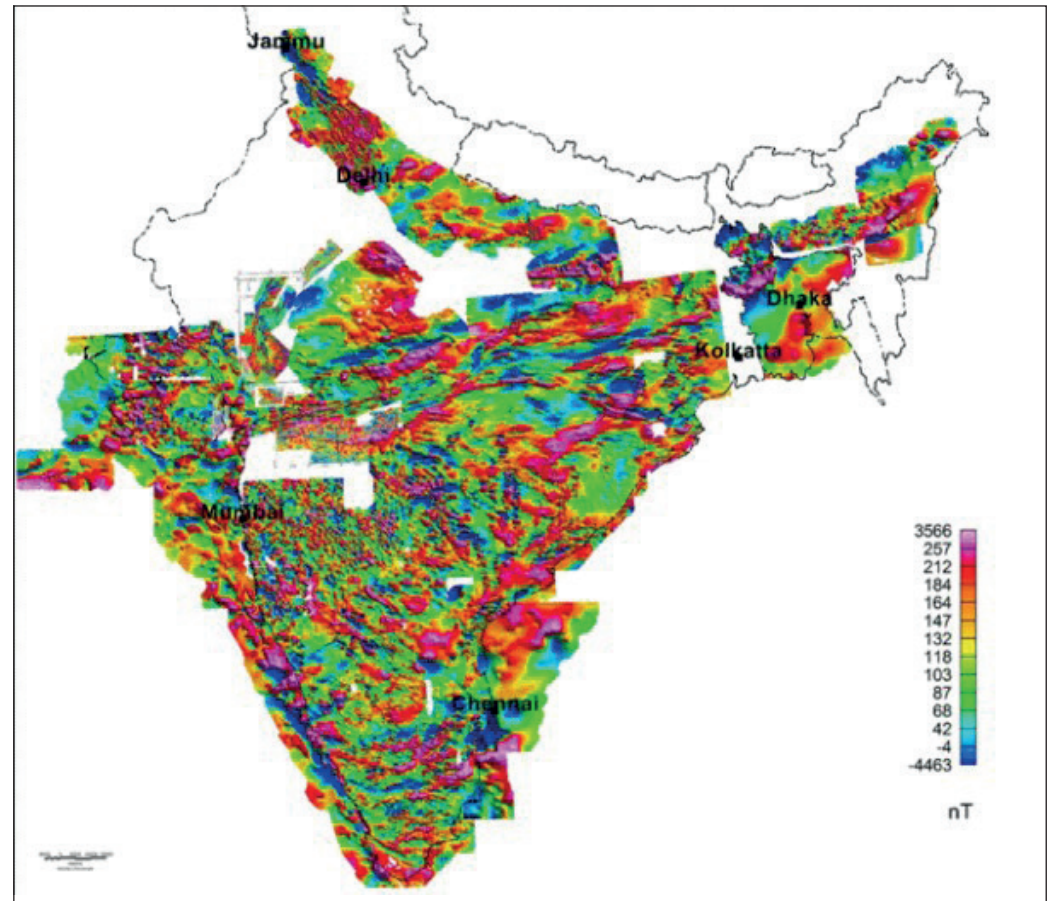 Jammu
Delhi
Dhaka
Kolkatta
Mumbai
Chennai
3566
257
212
184
164
147
132
118
103
87
68
42
-4
-4463
nT